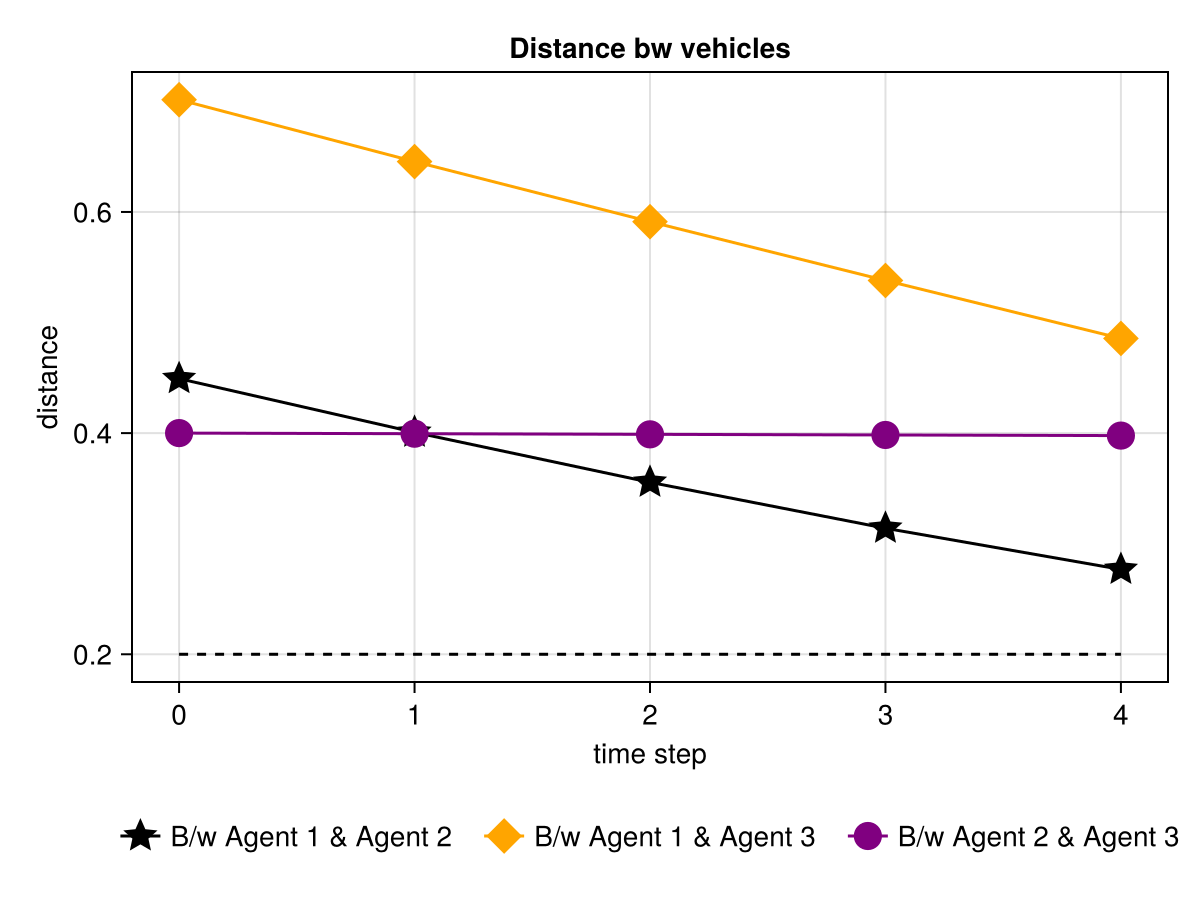 Distance bw vehicles
distance
0.6
0.4
0.2
0 1 2 3 4
time step
B/w Agent 1 & Agent 2 B/w Agent 1 & Agent 3 B/w Agent 2 & Agent 3